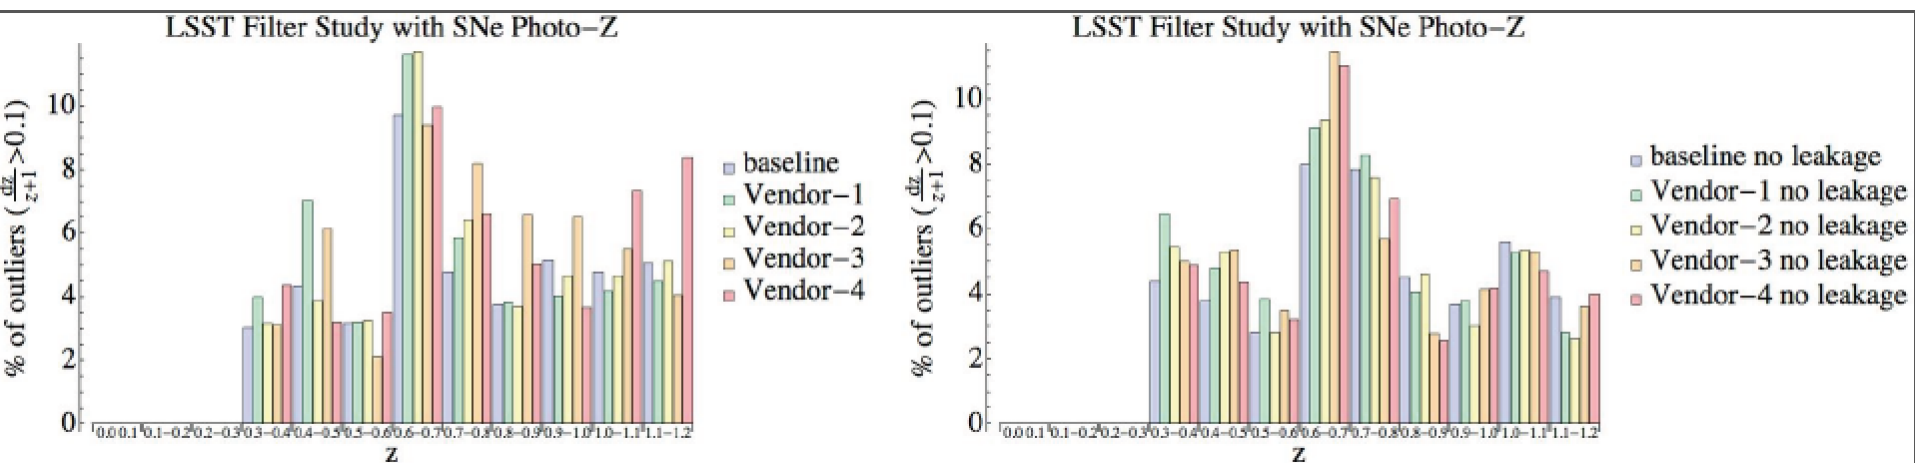 LSST Filter Study with SNe Photo−Z
% of outliers (dz/z+1 >0.1)
10
8
6
4
2
0
0.0 0.1 0.1−0.2 0.2−0.3 0.3−0.4 0.4−0.5 0.5−0.6 0.6−0.7 0.7−0.8 0.8−0.9 0.9−1.0 1.0−1.1 1.1−1.2
z
baseline
Vendor−1
Vendor−2
Vendor−3
Vendor−4
LSST Filter Study with SNe Photo−Z
% of outliers (dz/z+1 >0.1)
10
8
6
4
2
0
0.0 0.1 0.1−0.2 0.2−0.3 0.3−0.4 0.4−0.5 0.5−0.6 0.6−0.7 0.7−0.8 0.8−0.9 0.9−1.0 1.0−1.1 1.1−1.2
z
baseline no leakage
Vendor−1 no leakage
Vendor−2 no leakage
Vendor−3 no leakage
Vendor−4 no leakage